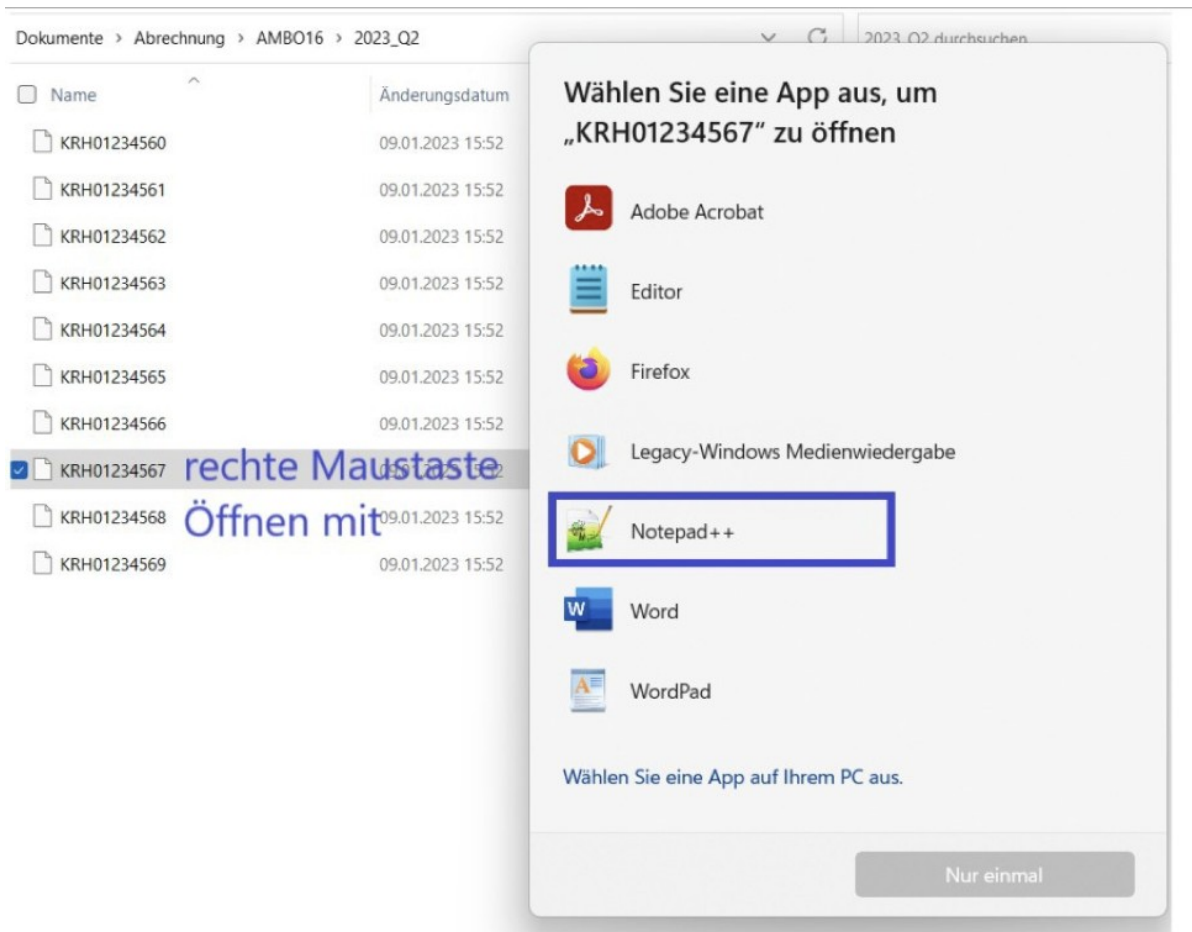 Dokumente > Abrechnung > AMBO16 > 2023_Q2
2023_Q2 durchsuchen
Name Änderungsdatum
KRH01234560 09.01.2023 15:52
KRH01234561 09.01.2023 15:52
KRH01234562 09.01.2023 15:52
KRH01234563 09.01.2023 15:52
KRH01234564 09.01.2023 15:52
KRH01234565 09.01.2023 15:52
KRH01234566 09.01.2023 15:52
KRH01234567 rechte Maustaste
KRH01234568 Öffnen mit 09.01.2023 15:52
KRH01234569 09.01.2023 15:52
Wählen Sie eine App aus, um
„KRH01234567“ zu öffnen
Adobe Acrobat
Editor
Firefox
Legacy-Windows Medienwiedergabe
Notepad++
Word
WordPad
Wählen Sie eine App auf Ihrem PC aus.
Nur einmal